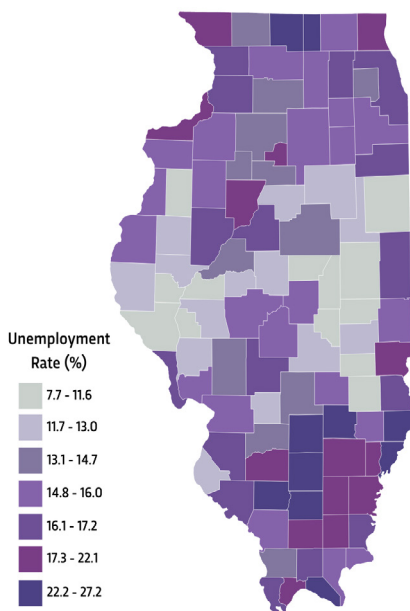 Unemployment
Rate (%)
7.7 - 11.6
11.7 - 13.0
13.1 - 14.7
14.8 - 16.0
16.1 - 17.2
17.3 - 22.1
22.2 - 27.2